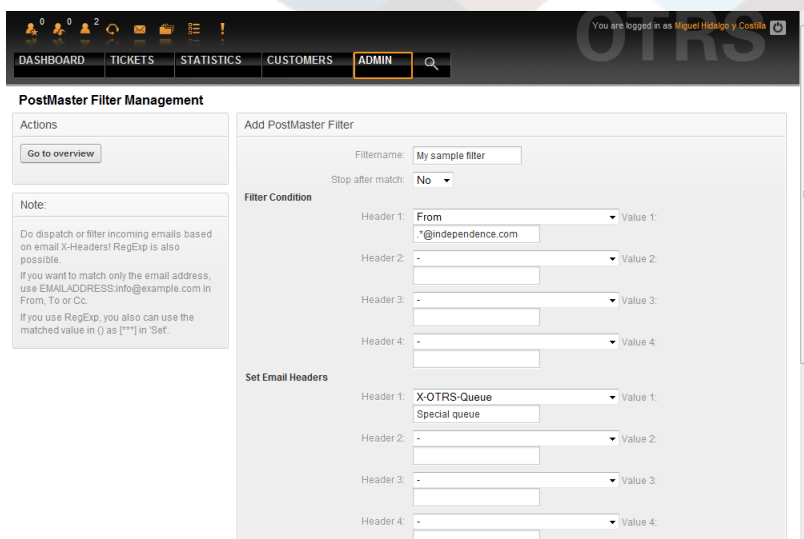 0 0 2
You are logged in as Miguel Hidalgo y Costilla
OTRS
DASHBOARD TICKETS STATISTICS CUSTOMERS ADMIN
PostMaster Filter Management
Actions
Go to overview
Note:
Do dispatch or filter incoming emails based
on email X-Headers! RegExp is also
possible.
If you want to match only the email address,
use EMAILADDRESS:info@example.com in
From, To or Cc.
If you use RegExp, you also can use the
matched value in () as [***] in 'Set'.
Add PostMaster Filter
Filtername: My sample filter
Stop after match: No
Filter Condition
Header 1: From Value 1:
.*@independence.com
Header 2: - Value 2:
Header 3: - Value 3:
Header 4: - Value 4:
Set Email Headers
Header 1: X-OTRS-Queue Value 1:
Special queue
Header 2: - Value 2:
Header 3: - Value 3:
Header 4: - Value 4: